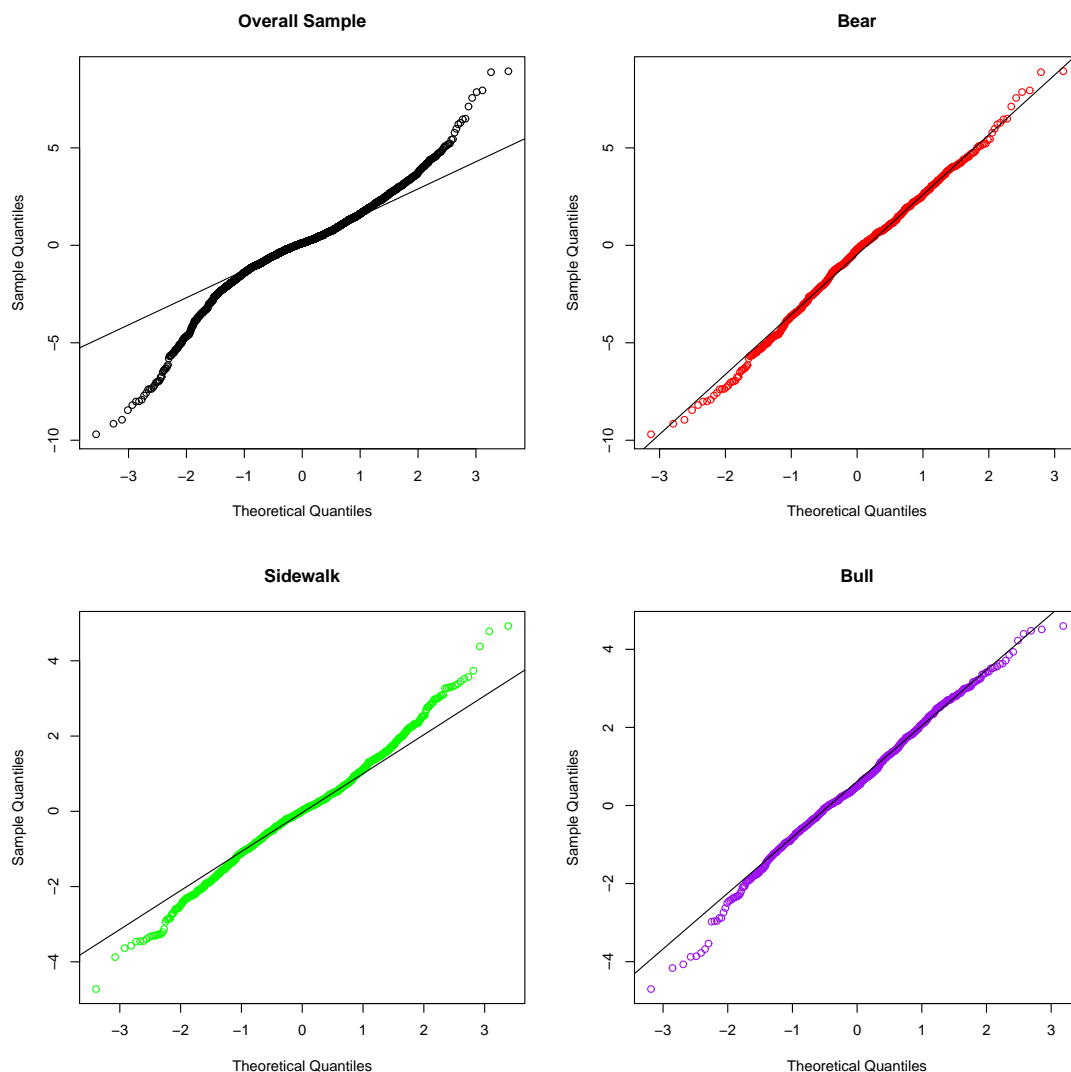 Overall Sample
Sample Quantiles
5
0
−5
−10
−3 −2 −1 0 1 2 3
Theoretical Quantiles
Bear
Sample Quantiles
5
0
−5
−10
−3 −2 −1 0 1 2 3
Theoretical Quantiles
Sidewalk
Sample Quantiles
4
2
0
−2
−4
−3 −2 −1 0 1 2 3
Theoretical Quantiles
Bull
Sample Quantiles
4
2
0
−2
−4
−3 −2 −1 0 1 2 3
Theoretical Quantiles